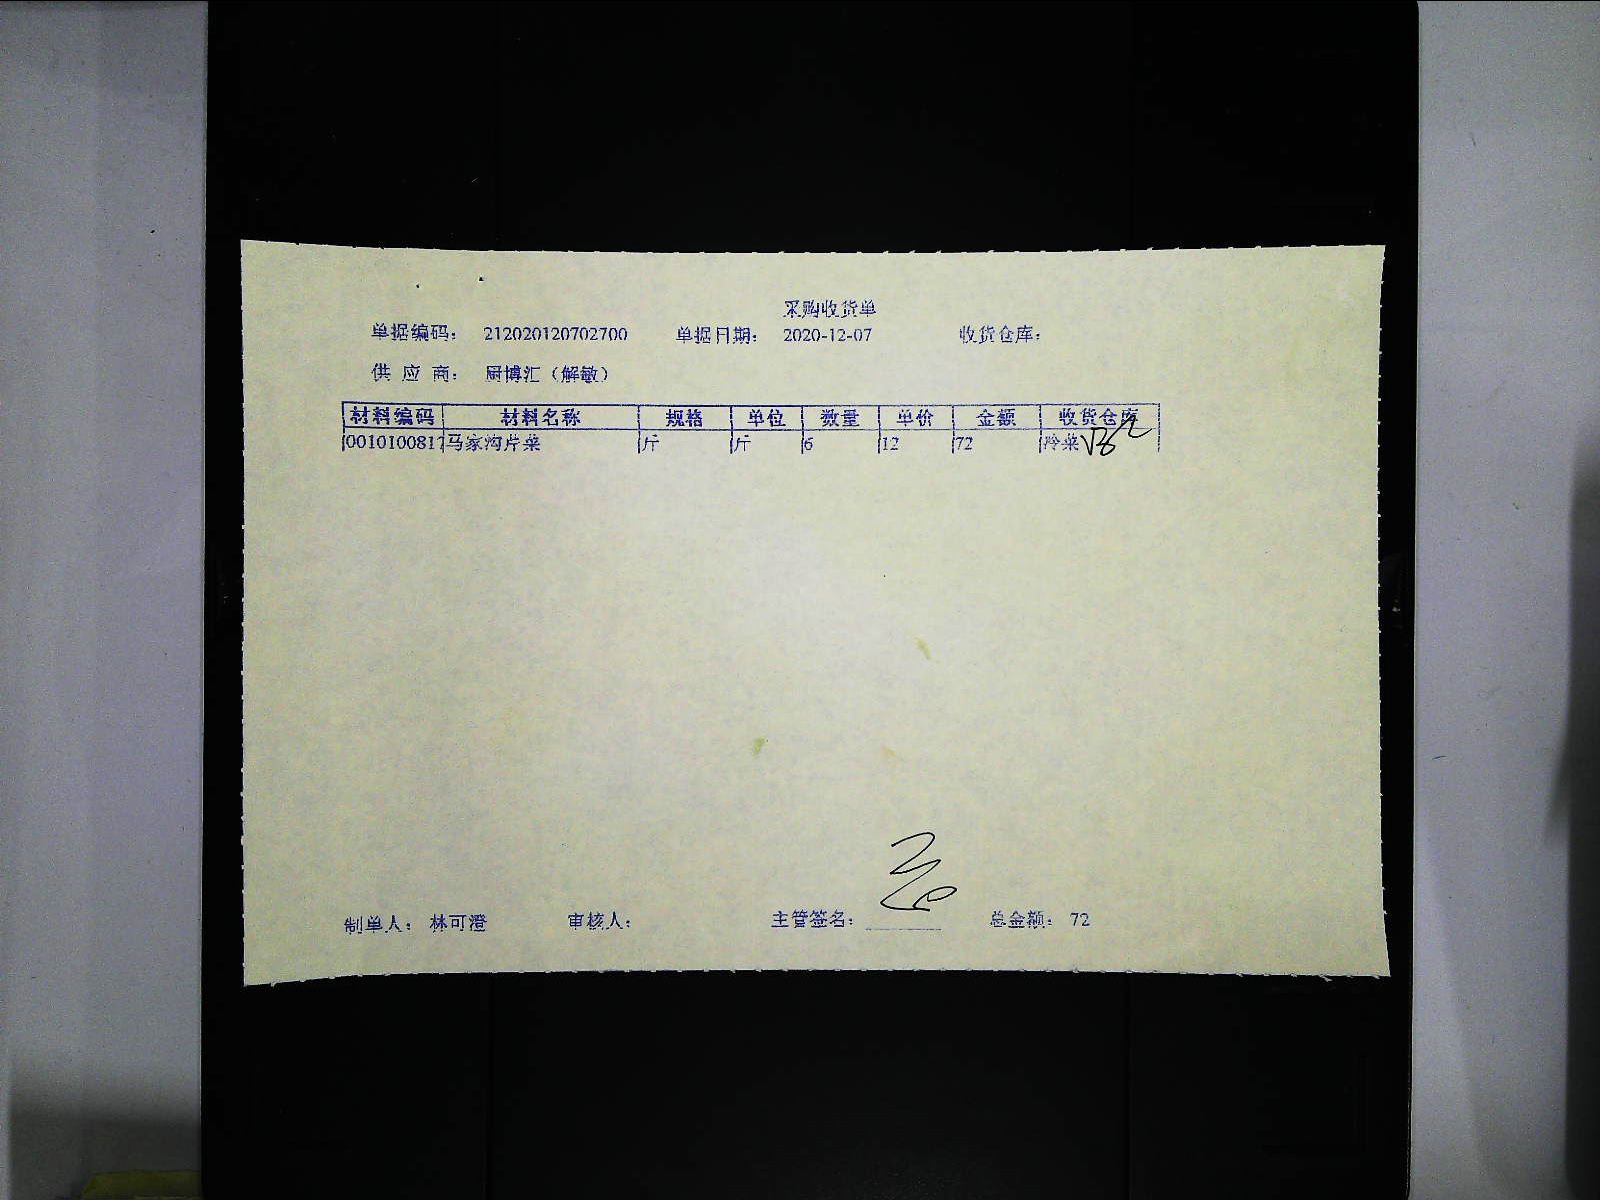 采购收货单
单据编码： 212020120702700 单据日期： 2020-12-07 收货仓库：
供 应 商： 厨博汇（解敏）
材料编码 材料名称 规格 单位 数量 单价 金额 收货仓库
0010100817 马家沟芹菜 斤 斤 6 12 72 冷菜
制单人： 林可澄 审核人： 主管签名： 总金额： 72